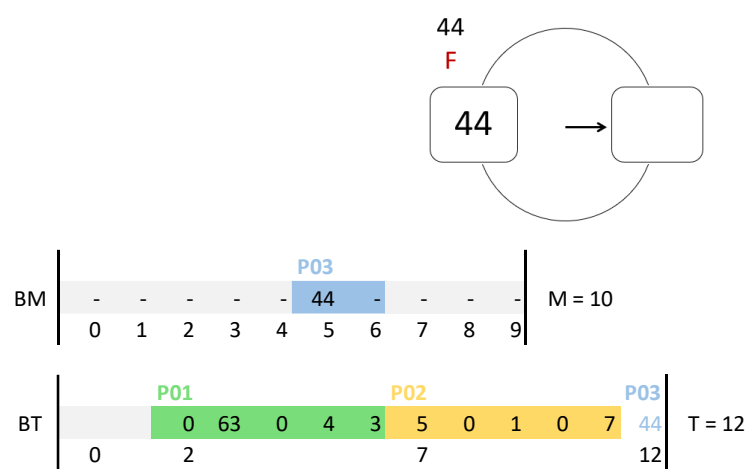 44
F
44
P03
BM - - - - - 44 - - - - M = 10
0 1 2 3 4 5 6 7 8 9
P01 P02 P03
BT 0 63 0 4 3 5 0 1 0 7 44 T = 12
0 2 7 12